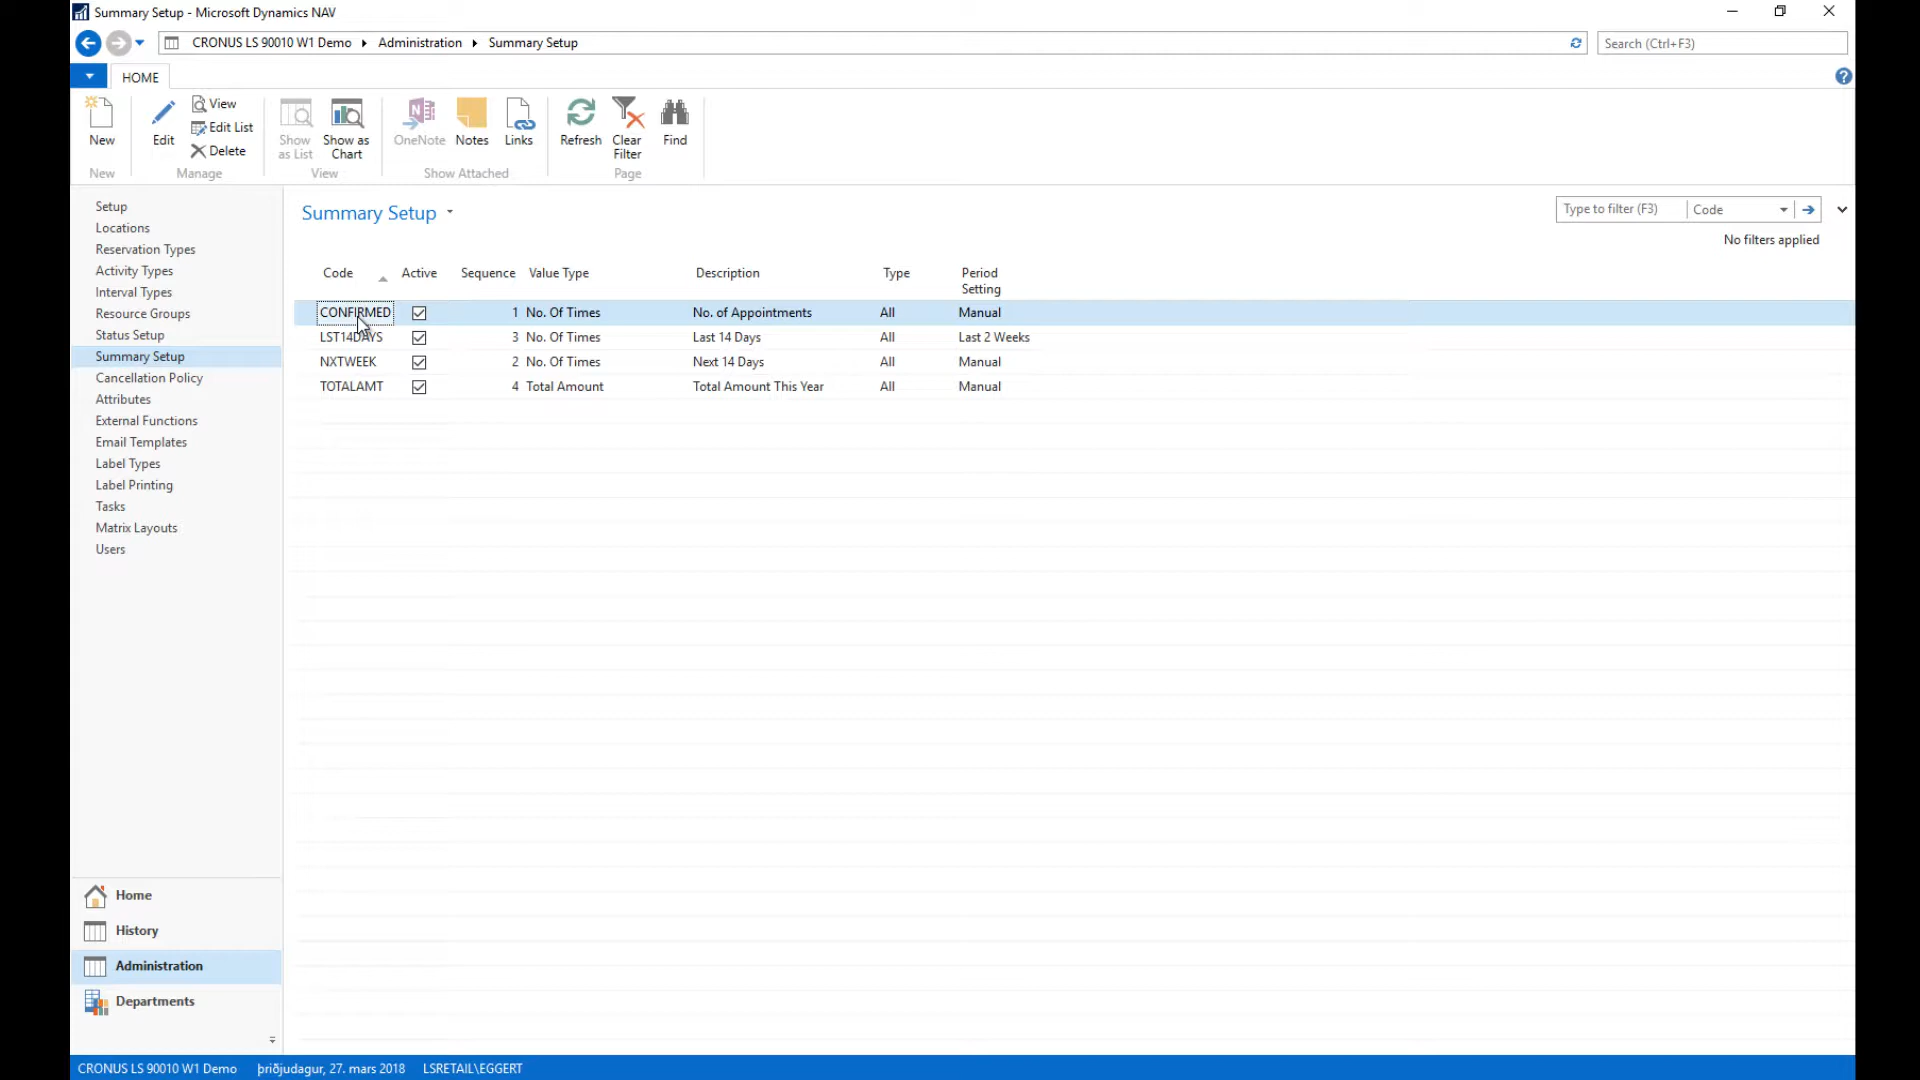 Summary Setup - Microsoft Dynamics NAV
CRONUS LS 90010 W1 Demo Administration Summary Setup
Search (Ctrl+F3)
HOME
New
Edit
View
Edit List
Delete
Show as List
Show as Chart
OneNote
Notes
Links
Refresh
Clear Filter
Find
New
Manage
View
Show Attached
Page
Setup
Locations
Reservation Types
Activity Types
Interval Types
Resource Groups
Status Setup
Summary Setup
Cancellation Policy
Attributes
External Functions
Email Templates
Label Types
Label Printing
Tasks
Matrix Layouts
Users
Home
History
Administration
Departments
Summary Setup
Type to filter (F3) Code
No filters applied
Code Active Sequence Value Type Description Type Period Setting
CONFIRMED 1 No. Of Times No. of Appointments All Manual
LST14DAYS 3 No. Of Times Last 14 Days All Last 2 Weeks
NXTWEEK 2 No. Of Times Next 14 Days All Manual
TOTALAMT 4 Total Amount Total Amount This Year All Manual
CRONUS LS 90010 W1 Demo þriðjudagur, 27. mars 2018 LSRETAIL\EGGERT